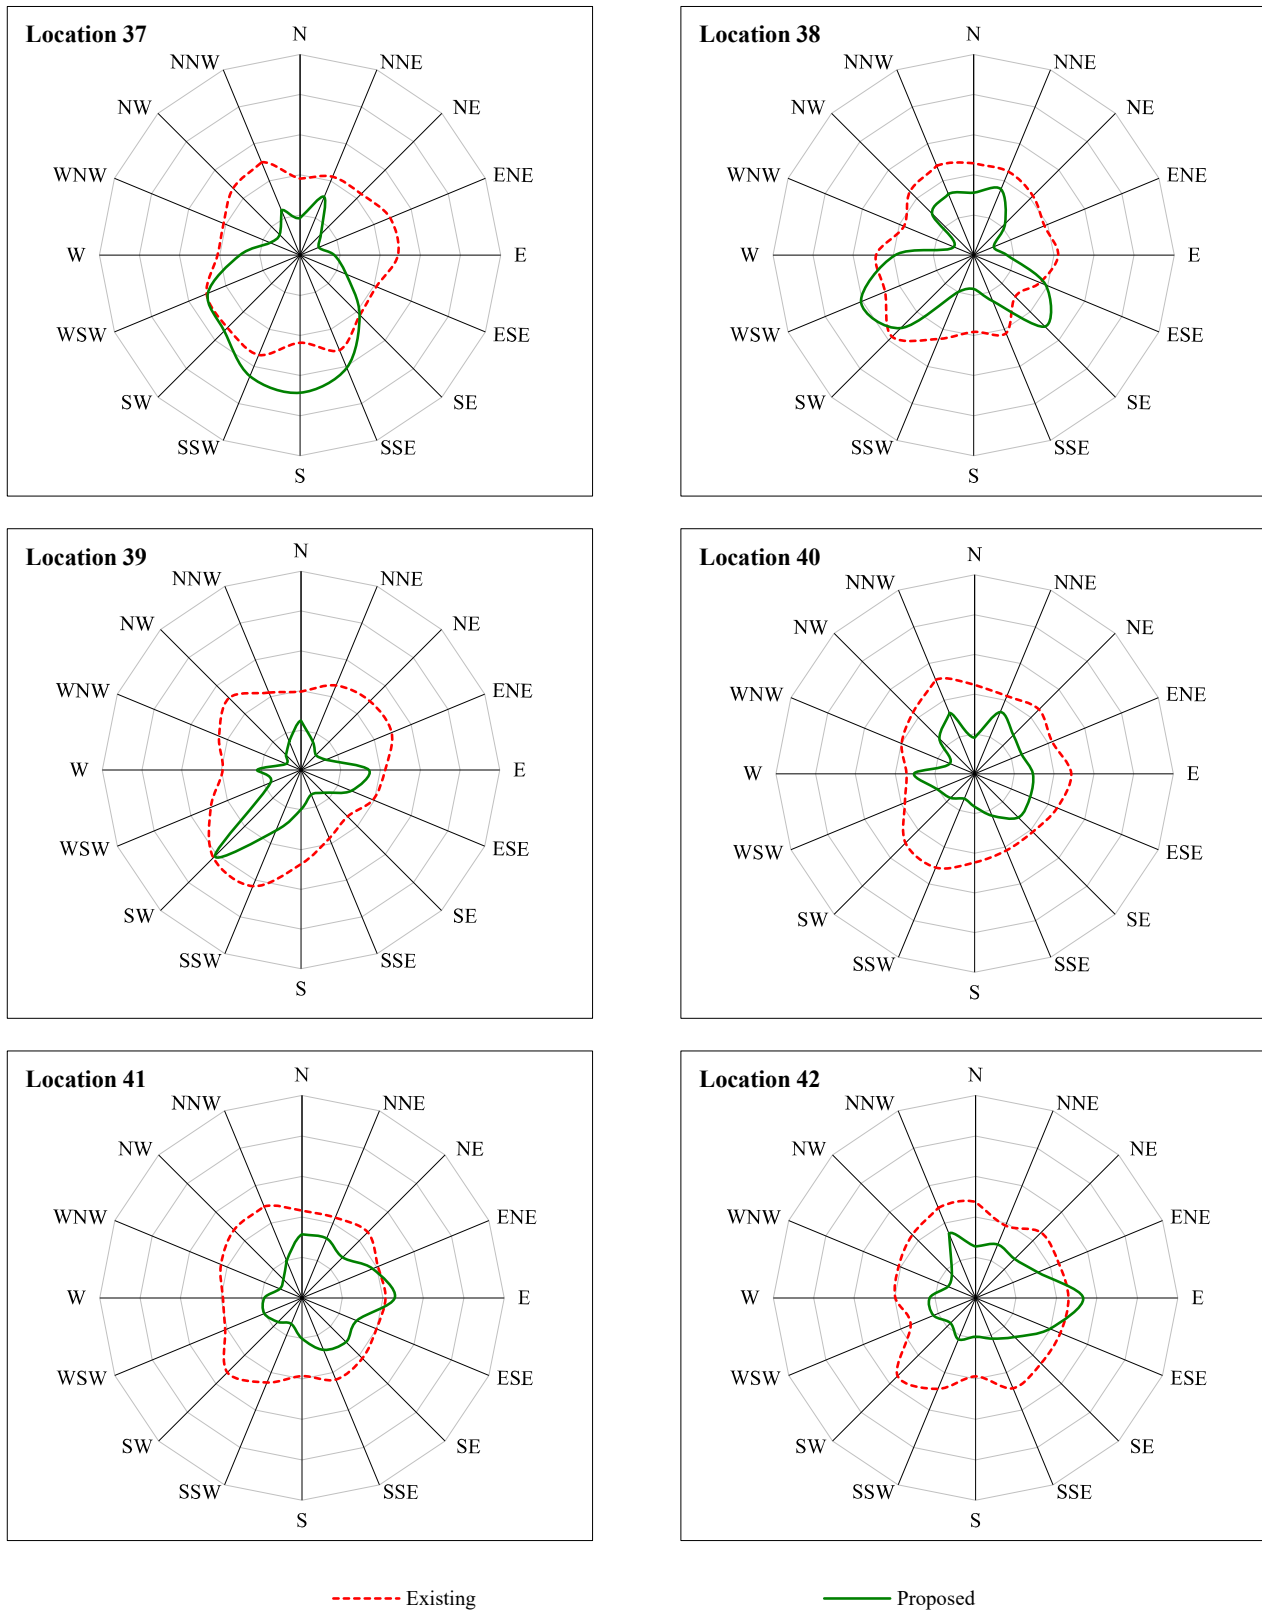 Location 37
N
NNW
NNE
NW
NE
WNW
ENE
W
E
WSW
ESE
SW
SE
SSW
SSE
S
Location 38
N
NNW
NNE
NW
NE
WNW
ENE
W
E
WSW
ESE
SW
SE
SSW
SSE
S
Location 39
N
NNW
NNE
NW
NE
WNW
ENE
W
E
WSW
ESE
SW
SE
SSW
SSE
S
Location 40
N
NNW
NNE
NW
NE
WNW
ENE
W
E
WSW
ESE
SW
SE
SSW
SSE
S
Location 41
N
NNW
NNE
NW
NE
WNW
ENE
W
E
WSW
ESE
SW
SE
SSW
SSE
S
Location 42
N
NNW
NNE
NW
NE
WNW
ENE
W
E
WSW
ESE
SW
SE
SSW
SSE
S
Existing
Proposed